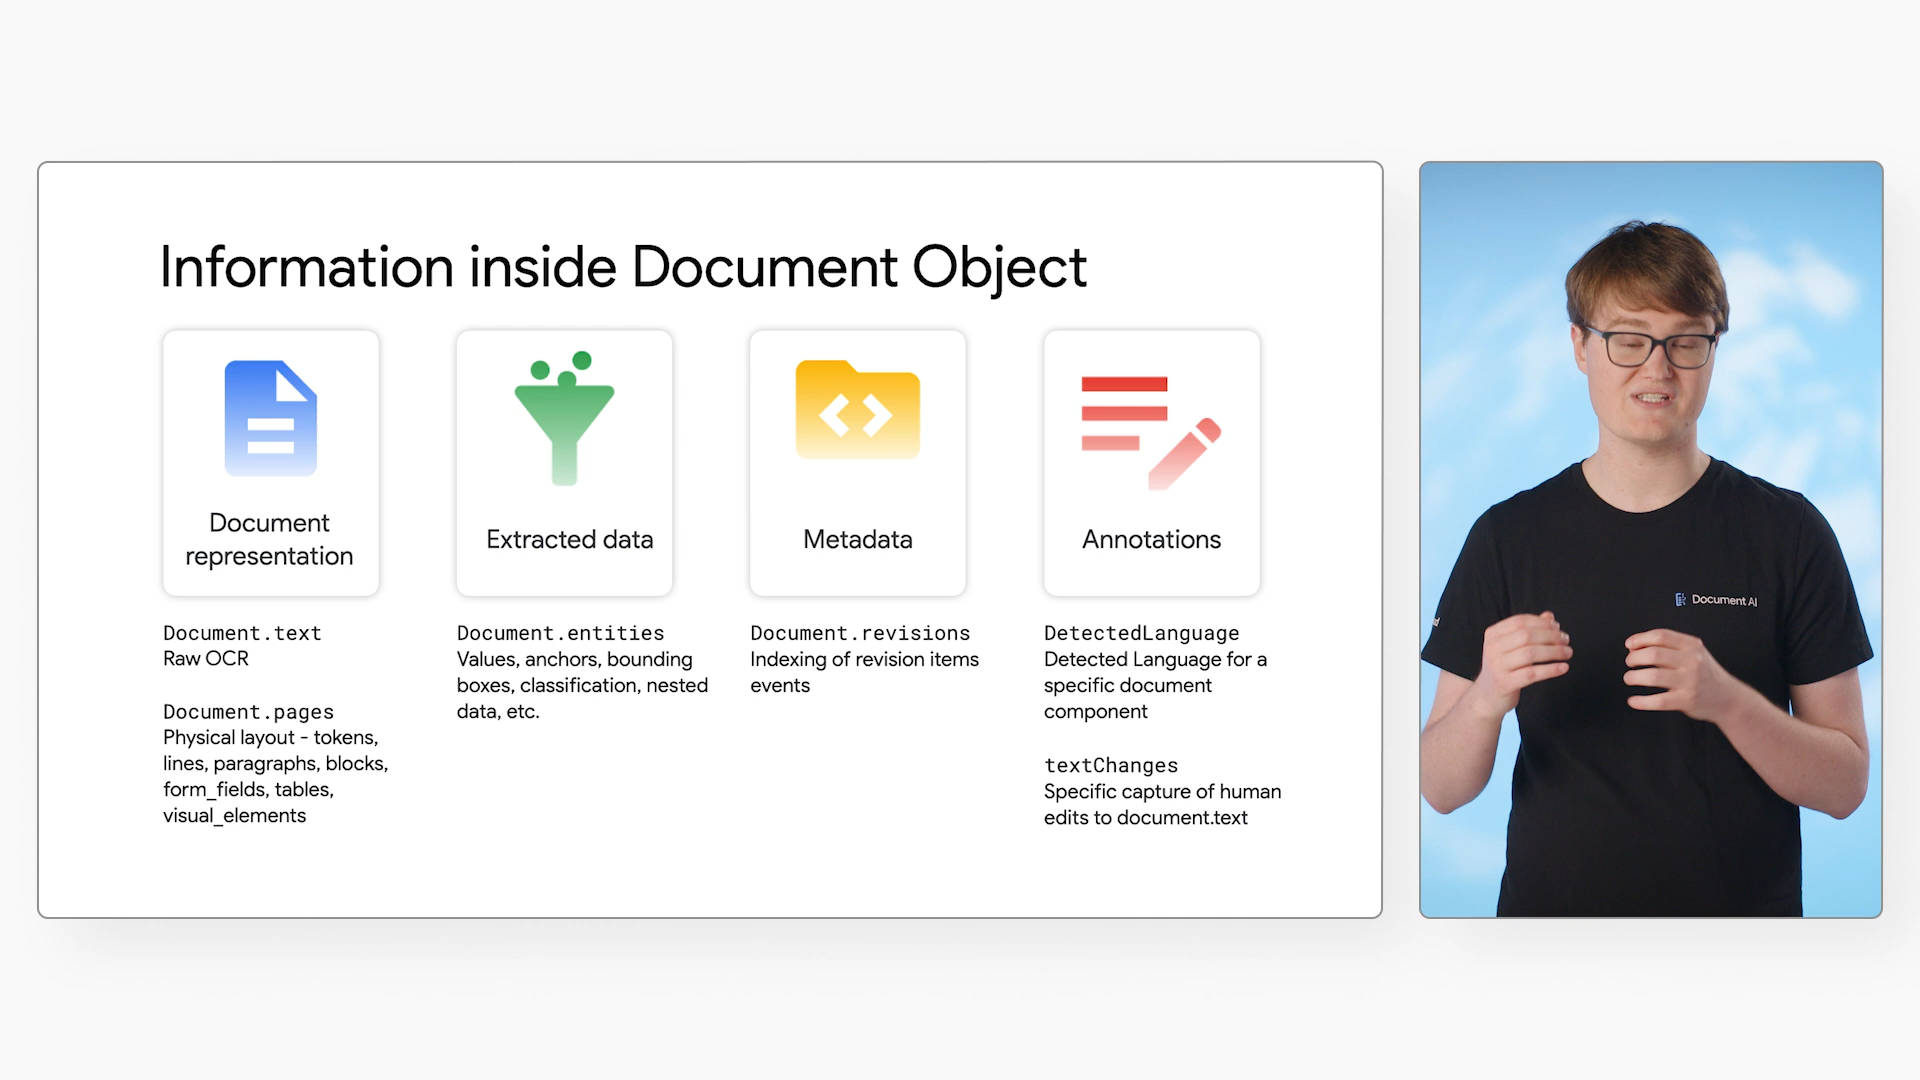 Information inside Document Object
Document
representation
Document.text
Raw OCR
Document.pages
Physical layout - tokens,
lines, paragraphs, blocks,
form_fields, tables,
visual_elements
Extracted data
Document.entities
Values, anchors, bounding
boxes, classification, nested
data, etc.
Metadata
Document.revisions
Indexing of revision items
events
Annotations
DetectedLanguage
Detected Language for a
specific document
component
textChanges
Specific capture of human
edits to document.text
Document AI